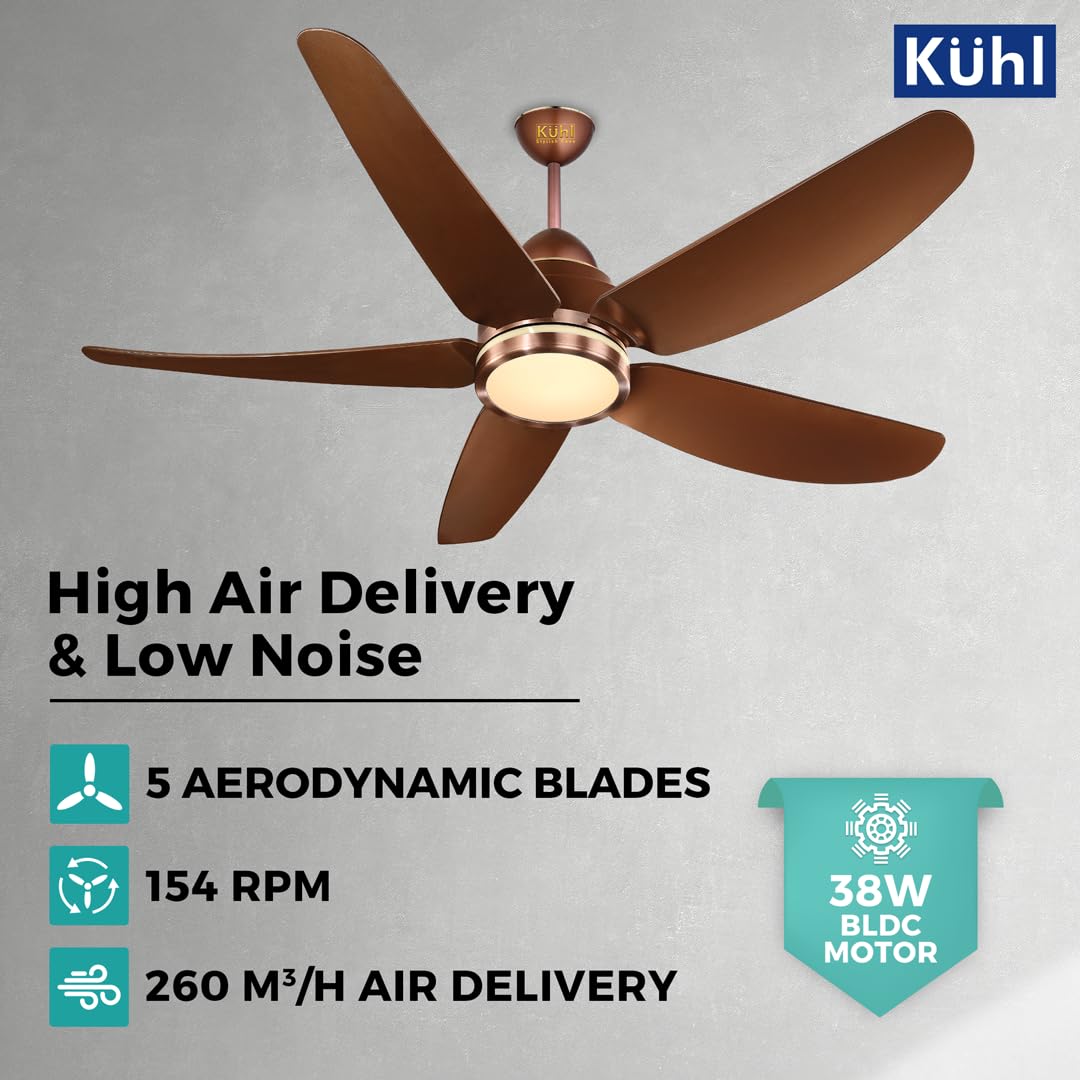 Kühl
Kühl
High Air Delivery
& Low Noise
5 AERODYNAMIC BLADES
154 RPM
260 M³/H AIR DELIVERY
38W
BLDC
MOTOR